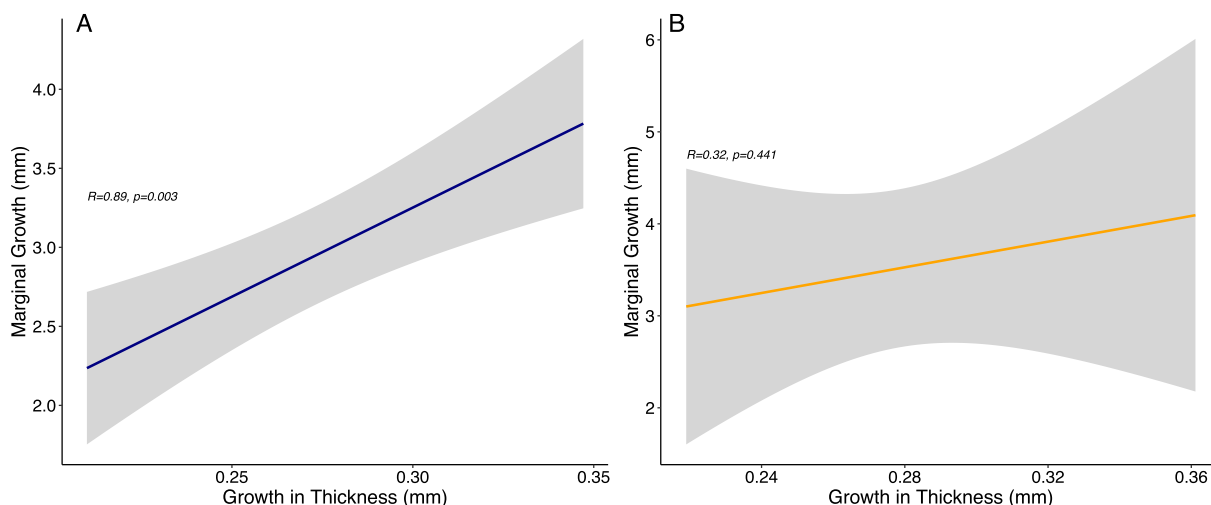 A
4.0
3.5
3.0
2.5
2.0
Marginal Growth (mm)
R=0.89, p=0.003
0.25
0.30
0.35
Growth in Thickness (mm)
B
6
5
4
3
2
Marginal Growth (mm)
R=0.32, p=0.441
0.24
0.28
0.32
0.36
Growth in Thickness (mm)